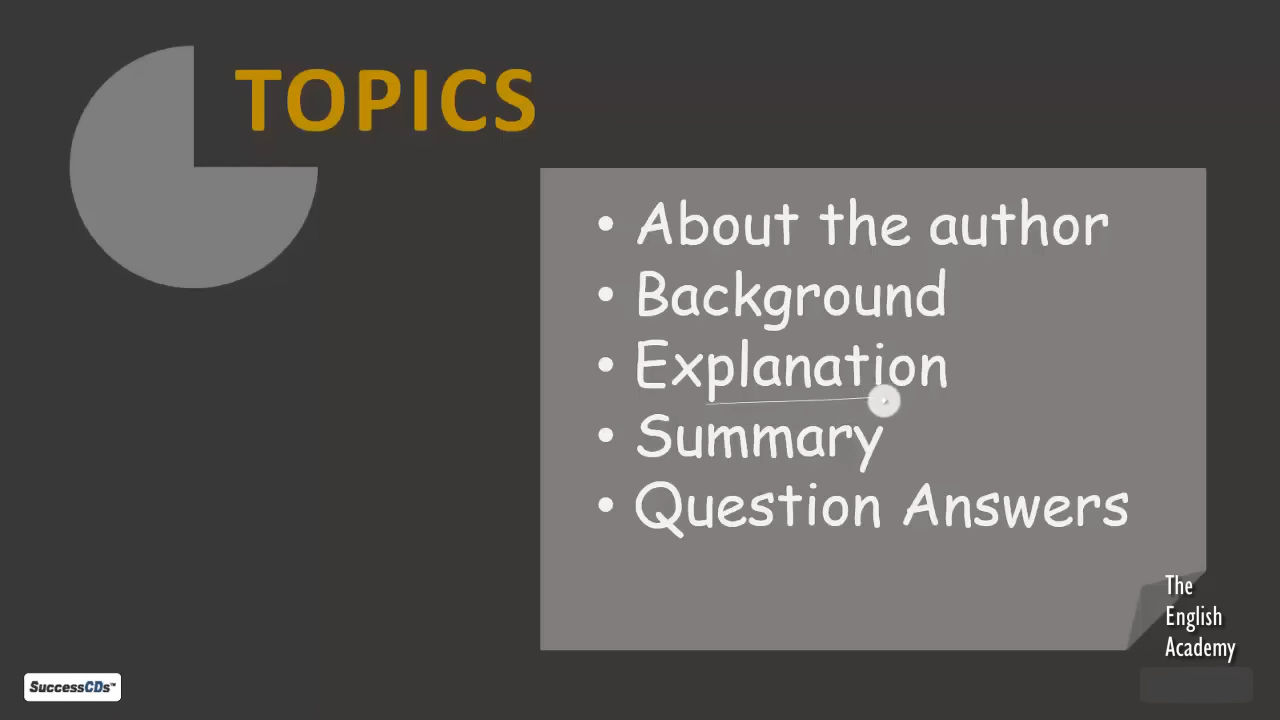 TOPICS
• About the author
• Background
• Explanation
• Summary
• Question Answers
The
English
Academy
SuccessCDs™